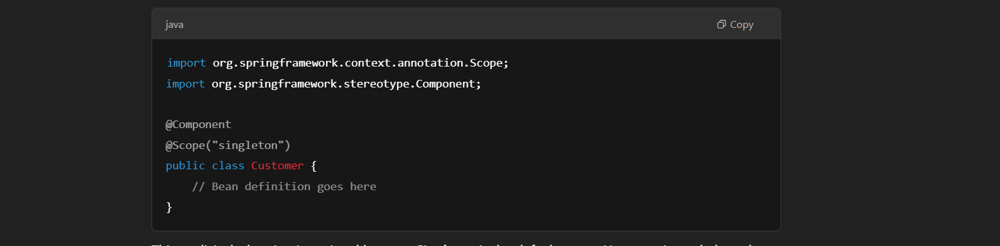 java
Copy
import org.springframework.context.annotation.Scope;
import org.springframework.stereotype.Component;
@Component
@Scope("singleton")
public class Customer {
// Bean definition goes here
}